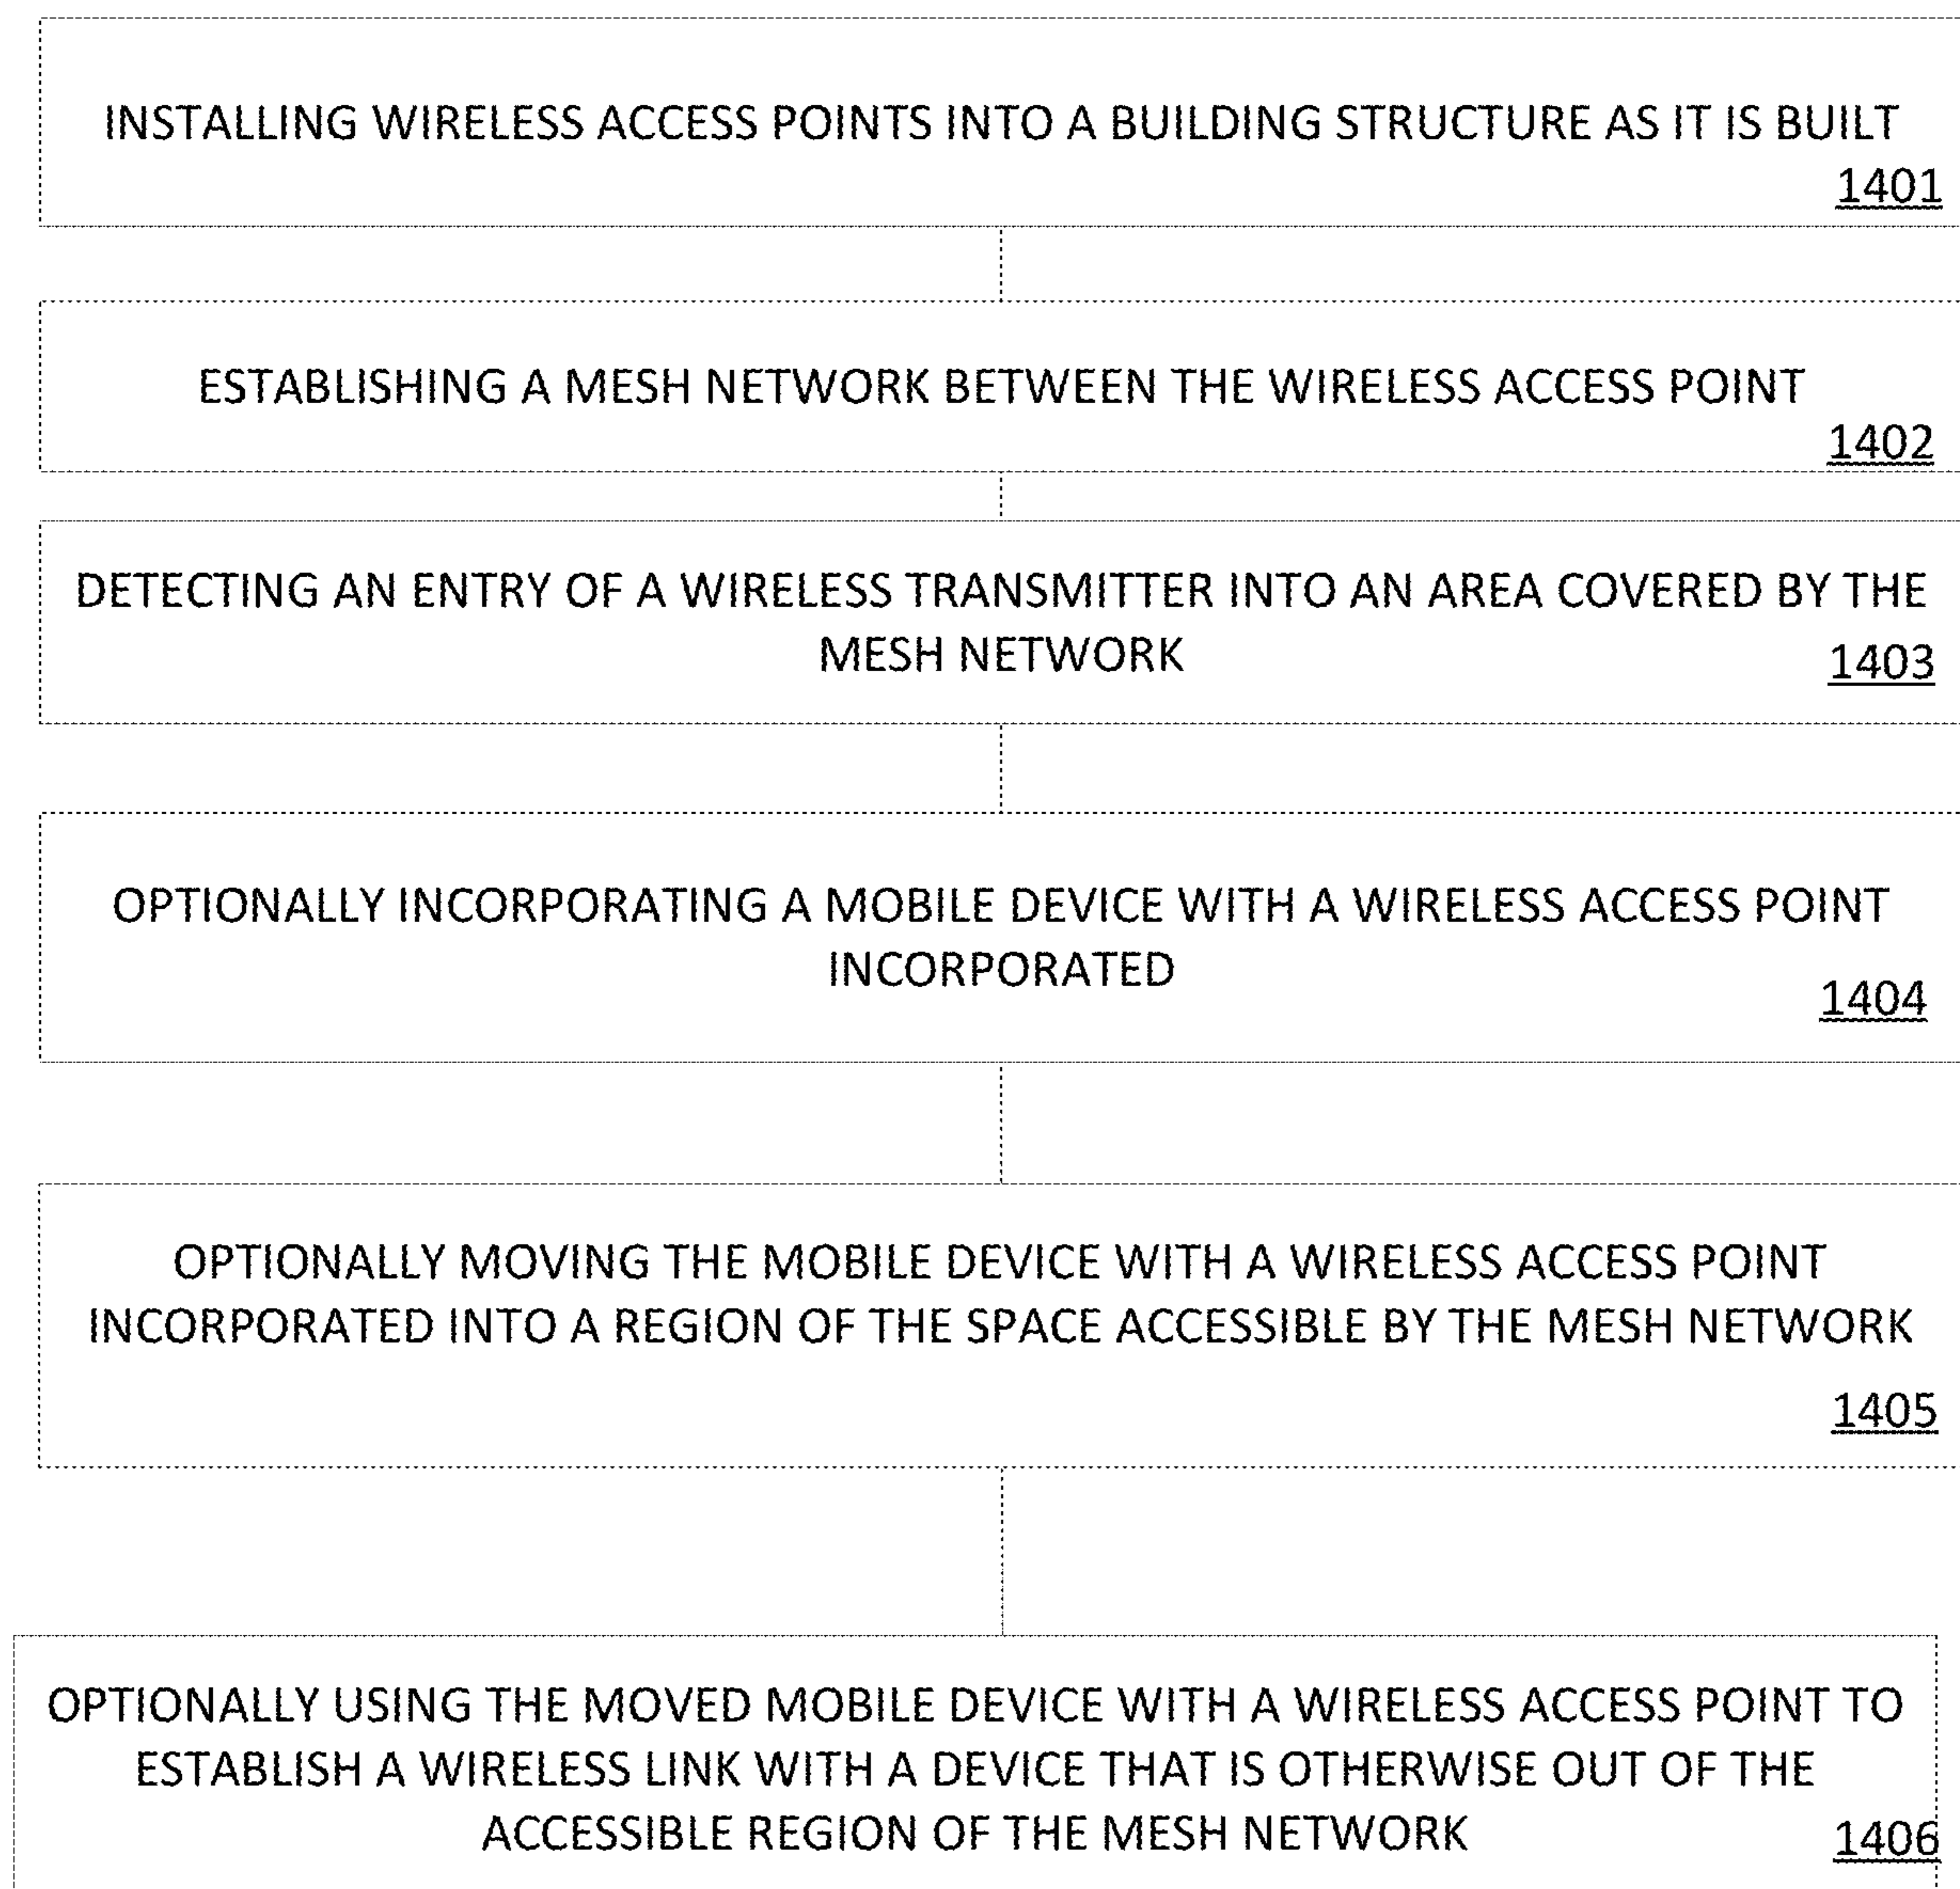 INSTALLING WIRELESS ACCESS POINTS INTO A BUILDING STRUCTURE AS IT IS BUILT
1401
ESTABLISHING A MESH NETWORK BETWEEN THE WIRELESS ACCESS POINT
1402
DETECTING AN ENTRY OF A WIRELESS TRANSMITTER INTO AN AREA COVERED BY THE
MESH NETWORK
1403
OPTIONALLY INCORPORATING A MOBILE DEVICE WITH A WIRELESS ACCESS POINT
INCORPORATED
1404
OPTIONALLY MOVING THE MOBILE DEVICE WITH A WIRELESS ACCESS POINT
INCORPORATED INTO A REGION OF THE SPACE ACCESSIBLE BY THE MESH NETWORK
1405
OPTIONALLY USING THE MOVED MOBILE DEVICE WITH A WIRELESS ACCESS POINT TO
ESTABLISH A WIRELESS LINK WITH A DEVICE THAT IS OTHERWISE OUT OF THE
ACCESSIBLE REGION OF THE MESH NETWORK
1406